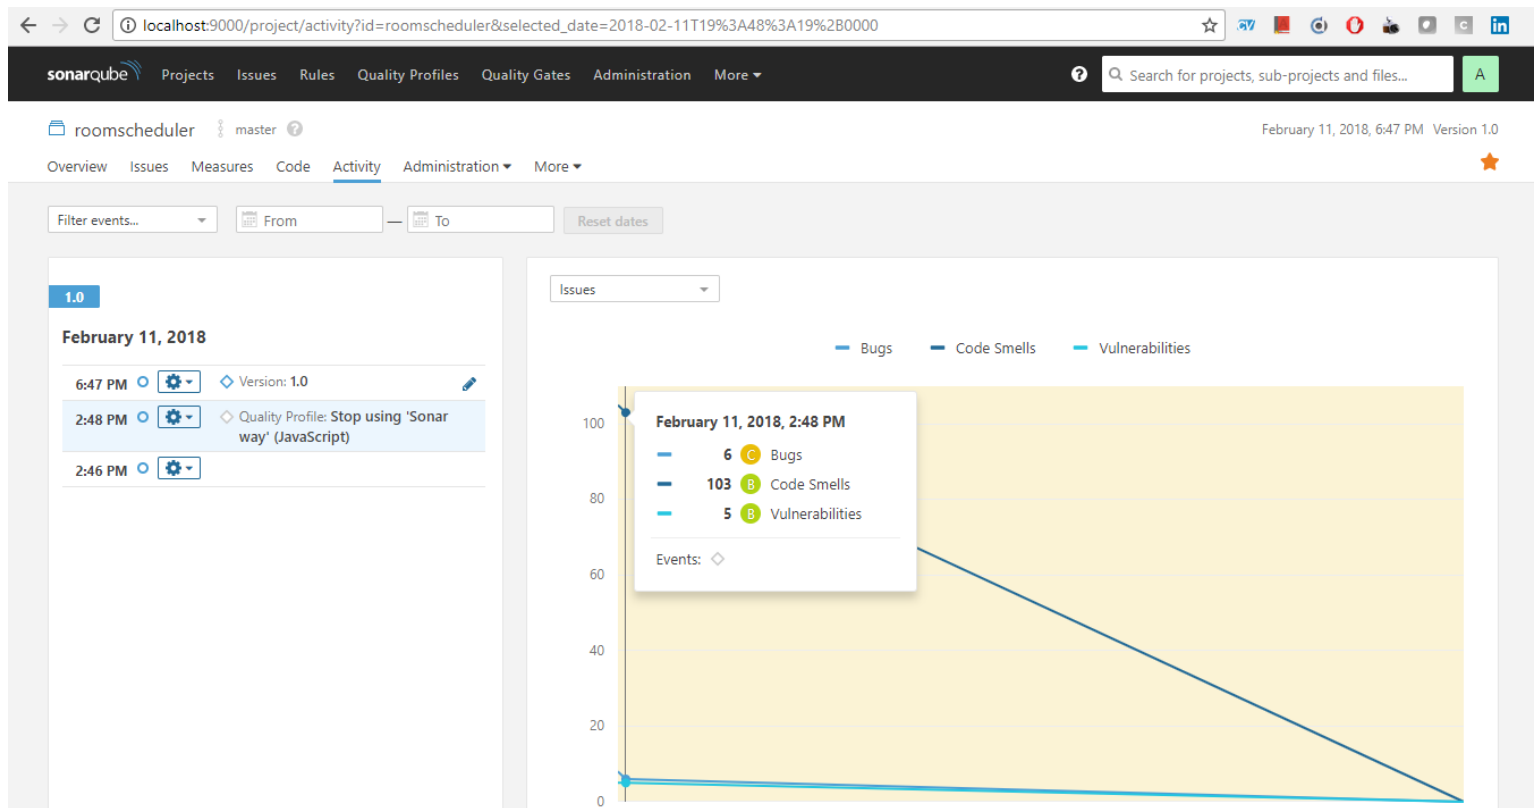 localhost:9000/project/activity?id=roomscheduler&selected_date=2018-02-11T19%3A48%3A19%2B0000
sonarqube Projects Issues Rules Quality Profiles Quality Gates Administration More ? Search for projects, sub-projects and files... A
roomscheduler master ? February 11, 2018, 6:47 PM Version 1.0
Overview Issues Measures Code Activity Administration More
Filter events... From — To Reset dates
1.0
Issues
February 11, 2018
Bugs Code Smells Vulnerabilities
6:47 PM Version: 1.0
2:48 PM Quality Profile: Stop using 'Sonar
way' (JavaScript)
2:46 PM
100
80
60
40
20
0
February 11, 2018, 2:48 PM
6 C Bugs
103 B Code Smells
5 B Vulnerabilities
Events: